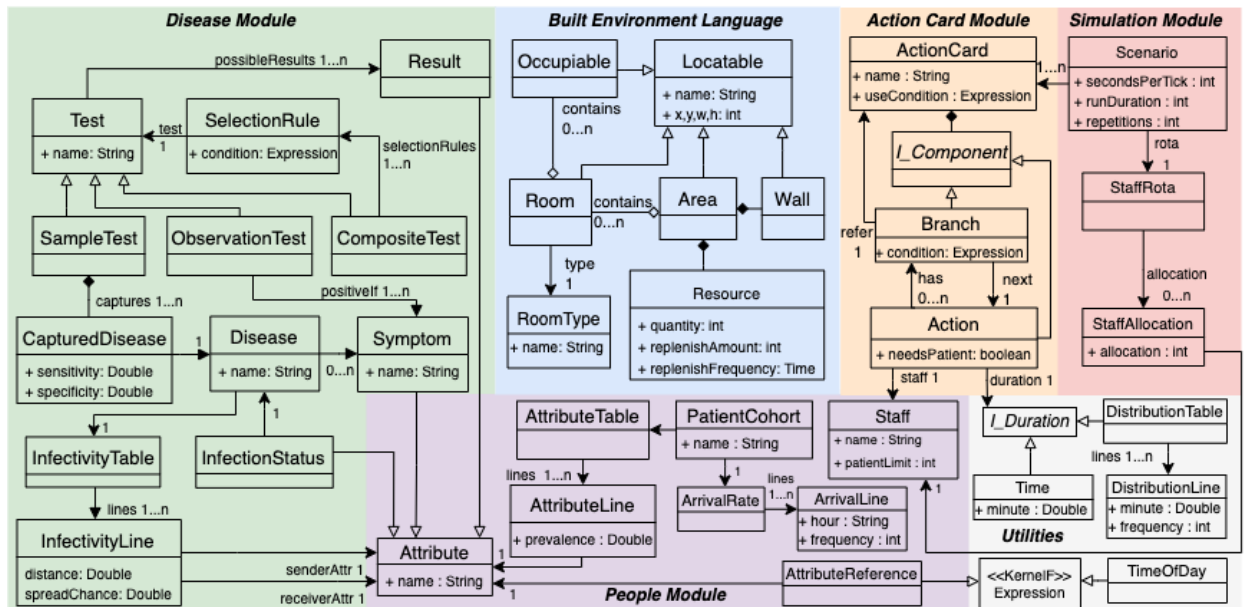 Disease Module
Built Environment Language
Action Card Module
Simulation Module
possibleResults 1...n
Result
Test
+ name: String
test
1
SelectionRule
+ condition: Expression
selectionRules
1...n
SampleTest
ObservationTest
CompositeTest
captures 1...n
positiveIf 1...n
CapturedDisease
+ sensitivity: Double
+ specificity: Double
1
Disease
+ name: String
0...n
Symptom
+ name: String
1
1
InfectivityTable
InfectionStatus
lines 1...n
InfectivityLine
distance: Double
spreadChance: Double
senderAttr 1
receiverAttr 1
Occupiable
Locatable
+ name: String
+ x,y,w,h: int
contains
0...n
Room
contains
0...n
Area
Wall
type
1
RoomType
+ name: String
Resource
+ quantity: int
+ replenishAmount: int
+ replenishFrequency: Time
ActionCard
+ name : String
+ useCondition : Expression
1...n
I_Component
Branch
+ condition: Expression
refer
1
has
0...n
next
1
Action
+ needsPatient: boolean
staff 1
duration 1
Scenario
+ secondsPerTick : int
+ runDuration : int
+ repetitions : int
rota
1
StaffRota
allocation
0...n
StaffAllocation
+ allocation : int
AttributeTable
PatientCohort
+ name : String
Staff
+ name : String
+ patientLimit : int
1
lines 1...n
1
AttributeLine
+ prevalence : Double
ArrivalRate
lines
1...n
ArrivalLine
+ hour : String
+ frequency : int
Attribute
+ name : String
1
1
AttributeReference
People Module
I_Duration
DistributionTable
lines 1...n
Time
+ minute : Double
DistributionLine
+ minute : Double
+ frequency : int
Utilities
<<KernelF>>
Expression
TimeOfDay